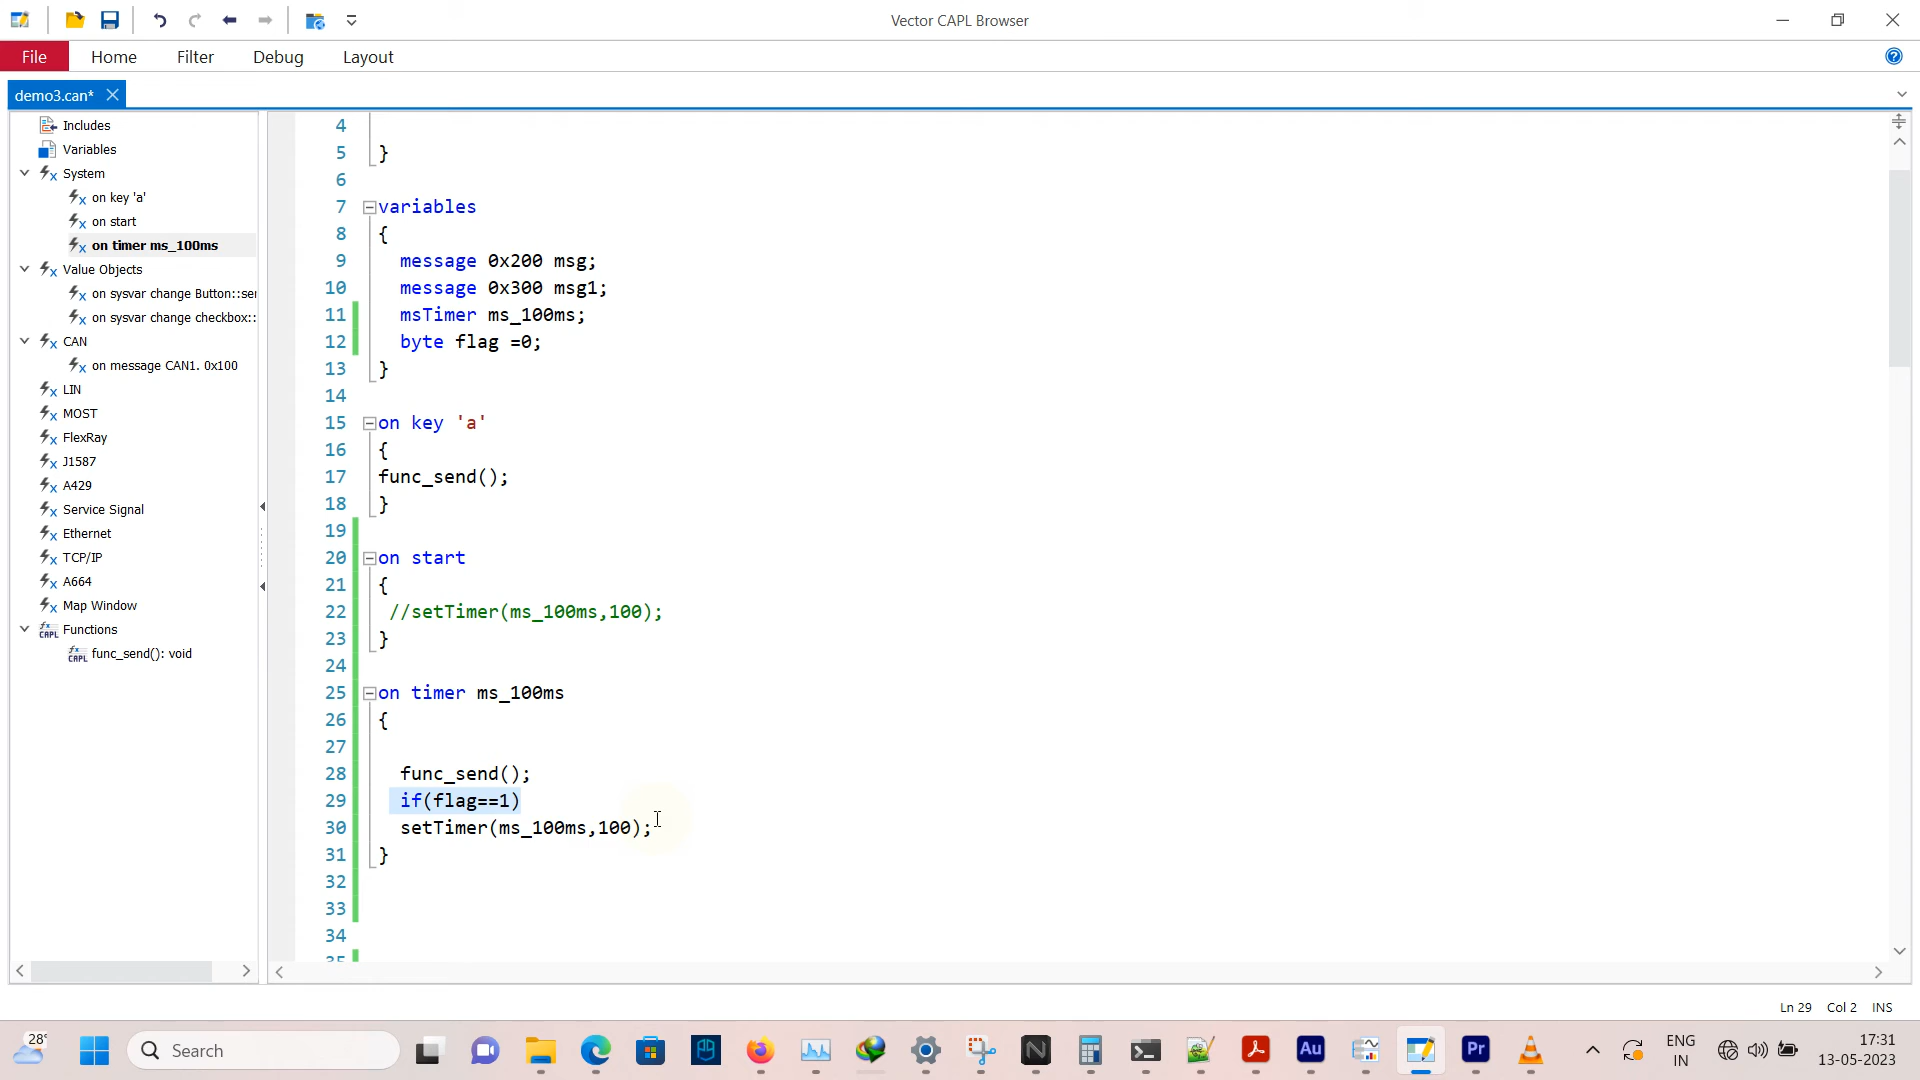 Vector CAPL Browser
File Home Filter Debug Layout
demo3.can*
Includes
Variables
System
on key 'a'
on start
on timer ms_100ms
Value Objects
on sysvar change Button::ser
on sysvar change checkbox::
CAN
on message CAN1. 0x100
LIN
MOST
FlexRay
J1587
A429
Service Signal
Ethernet
TCP/IP
A664
Map Window
Functions
func_send(): void
4
5 }
6
7 variables
8 {
9 message 0x200 msg;
10 message 0x300 msg1;
11 msTimer ms_100ms;
12 byte flag =0;
13 }
14
15 on key 'a'
16 {
17 func_send();
18 }
19
20 on start
21 {
22 //setTimer(ms_100ms,100);
23 }
24
25 on timer ms_100ms
26 {
27
28 func_send();
29 if(flag==1)
30 setTimer(ms_100ms,100);
31 }
32
33
34
35
Ln 29 Col 2 INS
28°
Search
ENG
IN
17:31
13-05-2023